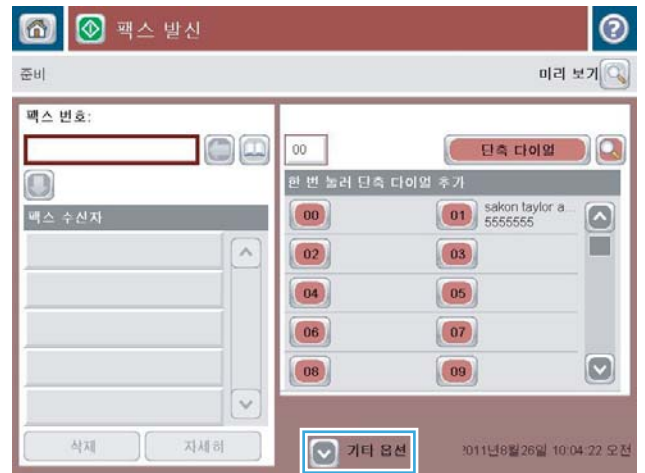 팩스 발신
준비
미리 보기
팩스 번호:
00
단축 다이얼
한 번 눌러 단축 다이얼 추가
팩스 수신자
00
01
sakon taylor a...
5555555
02
03
04
05
06
07
08
09
삭제
자세히
기타 옵션
2011년8월26일 10:04:22 오전